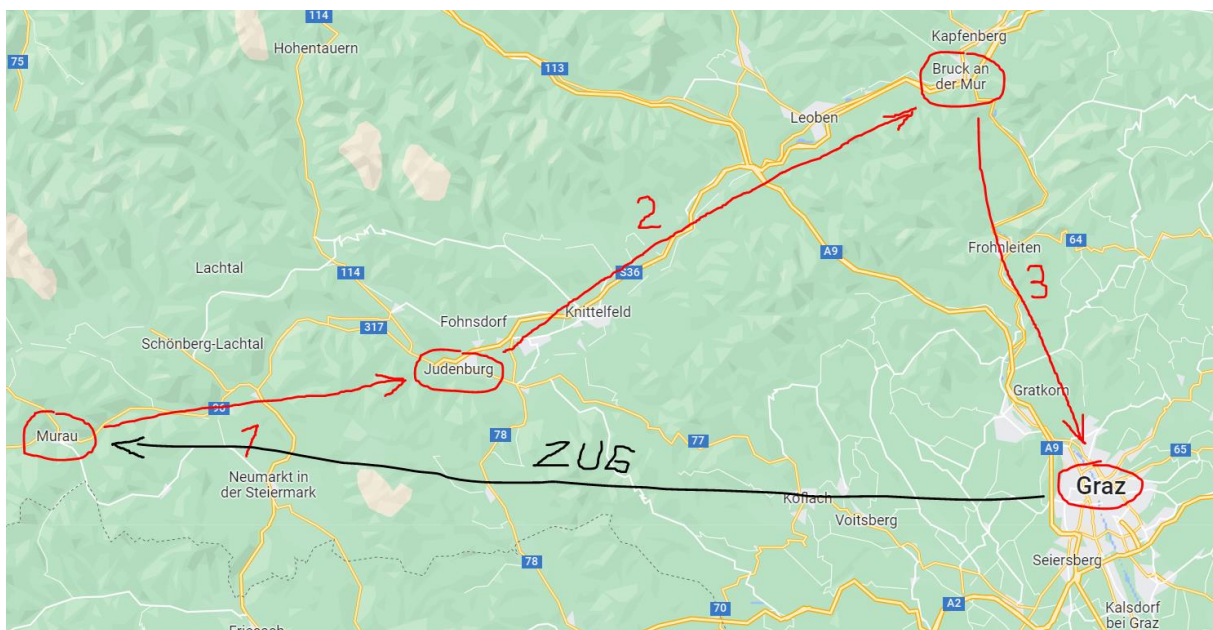 114
Hohentauern
Kapfenberg
75
113
Bruck an
der Mur
Leoben
2
Frohnleiten
64
A9
Lachtal
114
S36
3
Knittelfeld
Fohnsdorf
317
Schönberg-Lachtal
Judenburg
Gratkorn
96
Murau
1
78
77
A9
65
ZUG
Neumarkt in
der Steiermark
Graz
Köflach
Voitsberg
Seiersberg
78
70
A2
Kalsdorf
bei Graz
Friesach